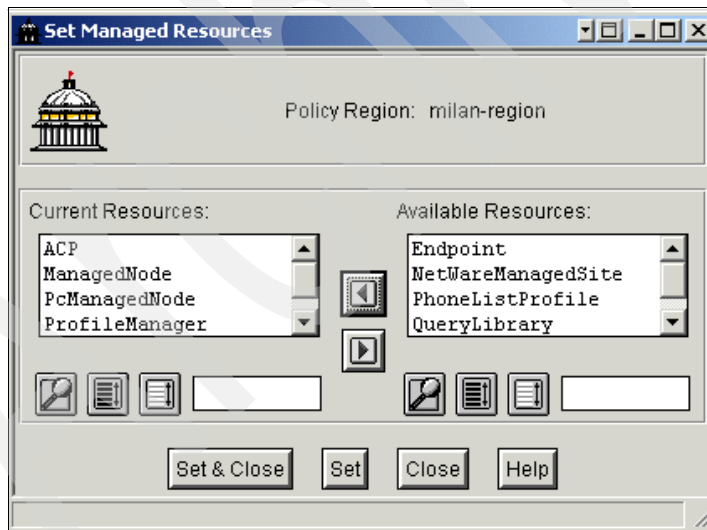 Set Managed Resources
Policy Region: milan-region
Current Resources:
ACP
ManagedNode
PcManagedNode
ProfileManager
Available Resources:
Endpoint
NetWareManagedSite
PhoneListProfile
QueryLibrary
Set & Close
Set
Close
Help